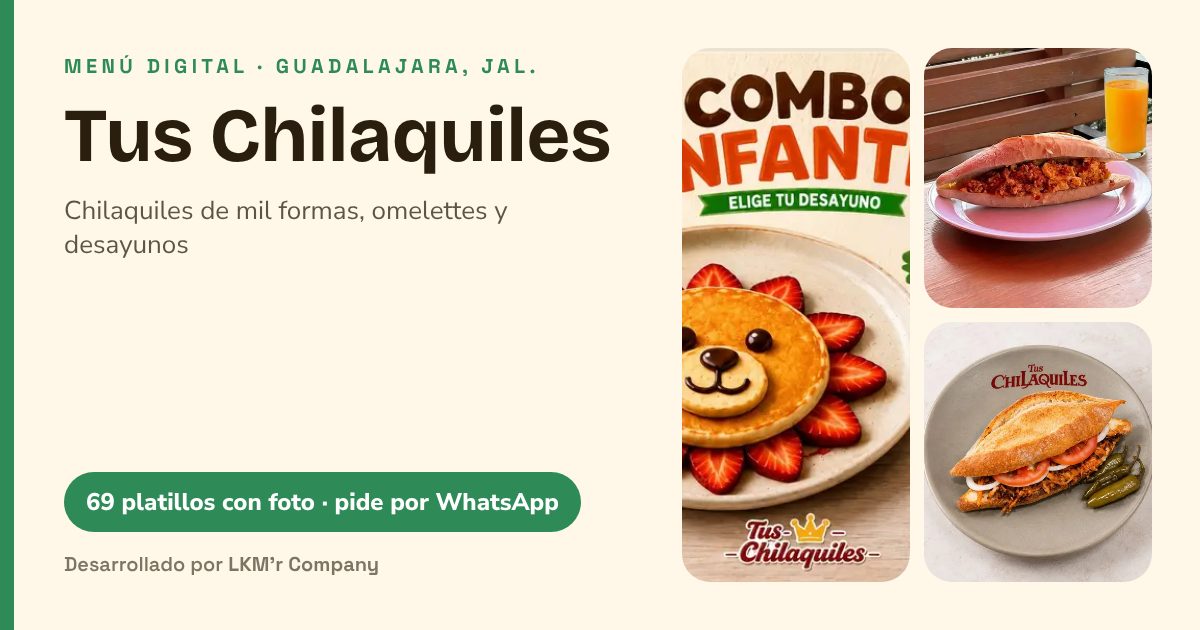 MENÚ DIGITAL · GUADALAJARA, JAL.
Tus Chilaquiles
Chilaquiles de mil formas, omelettes y
desayunos
69 platillos con foto · pide por WhatsApp
Desarrollado por LKM’r Company
COMBO
NFANTI
ELIGE TU DESAYUNO
Tus
Chilaquiles
Tus
CHILAQUILES